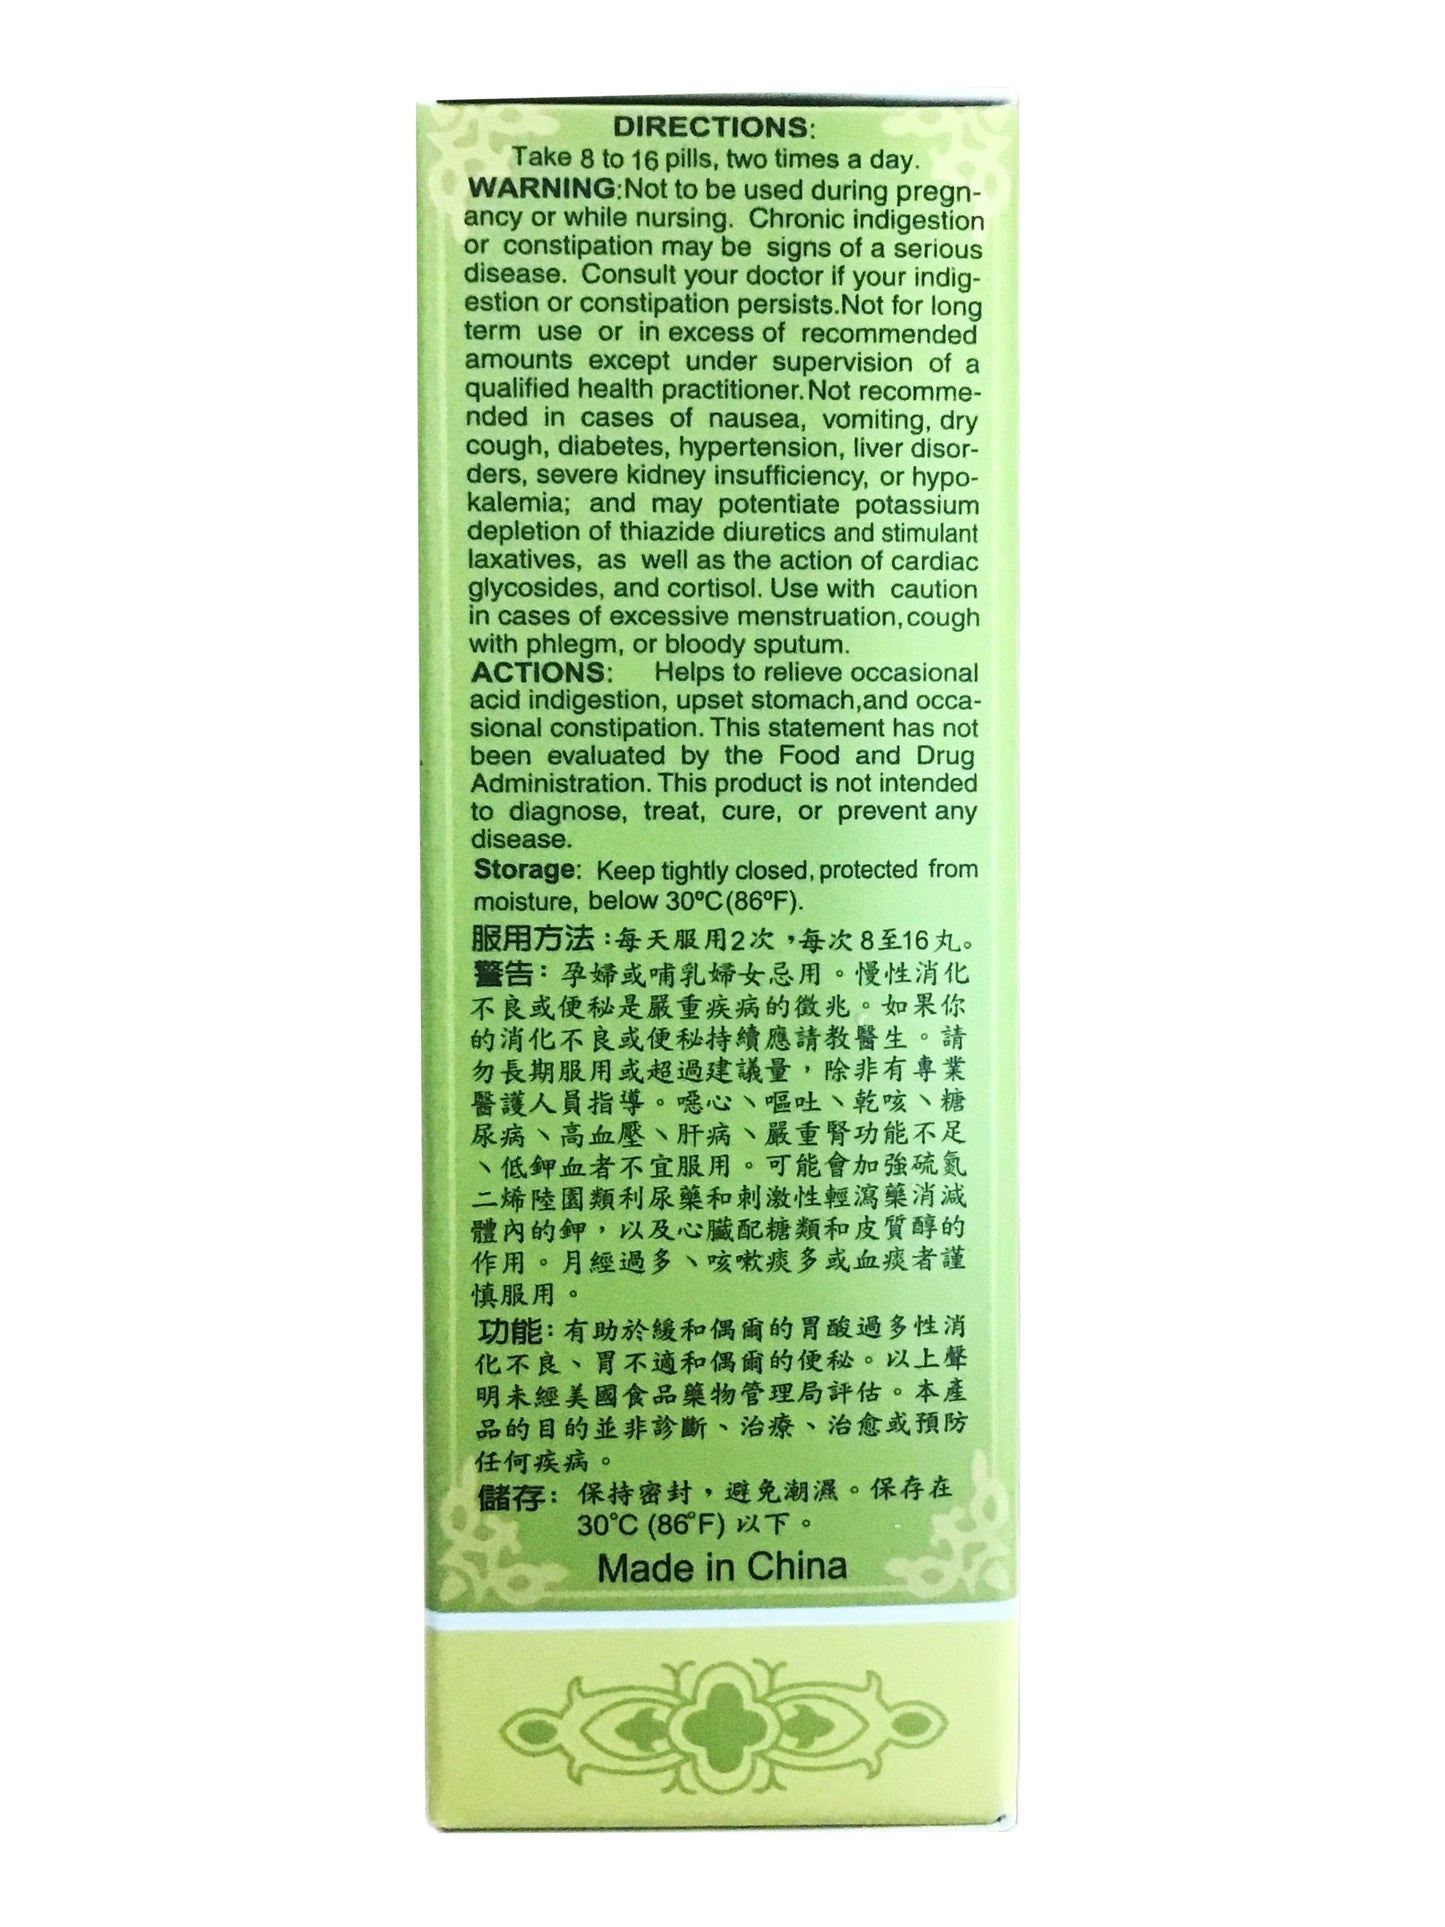 DIRECTIONS:
Take 8 to 16 pills, two times a day.
WARNING:Not to be used during pregn-
ancy or while nursing. Chronic indigestion
or constipation may be signs of a serious
disease. Consult your doctor if your indig-
estion or constipation persists.Not for long
term use or in excess of recommended
amounts except under supervision of a
qualified health practitioner.Not recomme-
nded in cases of nausea, vomiting, dry
cough, diabetes, hypertension, liver disor-
ders, severe kidney insufficiency, or hypo-
kalemia; and may potentiate potassium
depletion of thiazide diuretics and stimulant
laxatives, as well as the action of cardiac
glycosides, and cortisol. Use with caution
in cases of excessive menstruation,cough
with phlegm, or bloody sputum.
ACTIONS: Helps to relieve occasional
acid indigestion, upset stomach,and occa-
sional constipation. This statement has not
been evaluated by the Food and Drug
Administration. This product is not intended
to diagnose, treat, cure, or prevent any
disease.
Storage: Keep tightly closed, protected from
moisture, below 30ºC(86ºF).
服用方法:每天服用2次，每次8至16丸。
警告:孕婦或哺乳婦女忌用。慢性消化
不良或便秘是嚴重疾病的徵兆。如果你
的消化不良或便秘持續應請教醫生。請
勿長期服用或超過建議量，除非有專業
醫護人員指導。噁心、嘔吐、乾咳、糖
尿病、高血壓、肝病、嚴重腎功能不足
、低鉀血者不宜服用。可能會加強硫氮
二烯陸圜類利尿藥和刺激性輕瀉藥消減
體內的鉀，以及心臟配糖類和皮質醇的
作用。月經過多、咳嗽痰多或血痰者謹
慎服用。
功能:有助於緩和偶爾的胃酸過多性消
化不良、胃不適和偶爾的便秘。以上聲
明未經美國食品藥物管理局評估。本產
品的目的並非診斷、治療、治愈或預防
任何疾病。
儲存: 保持密封，避免潮濕。保存在
30°C (86°F) 以下。
Made in China